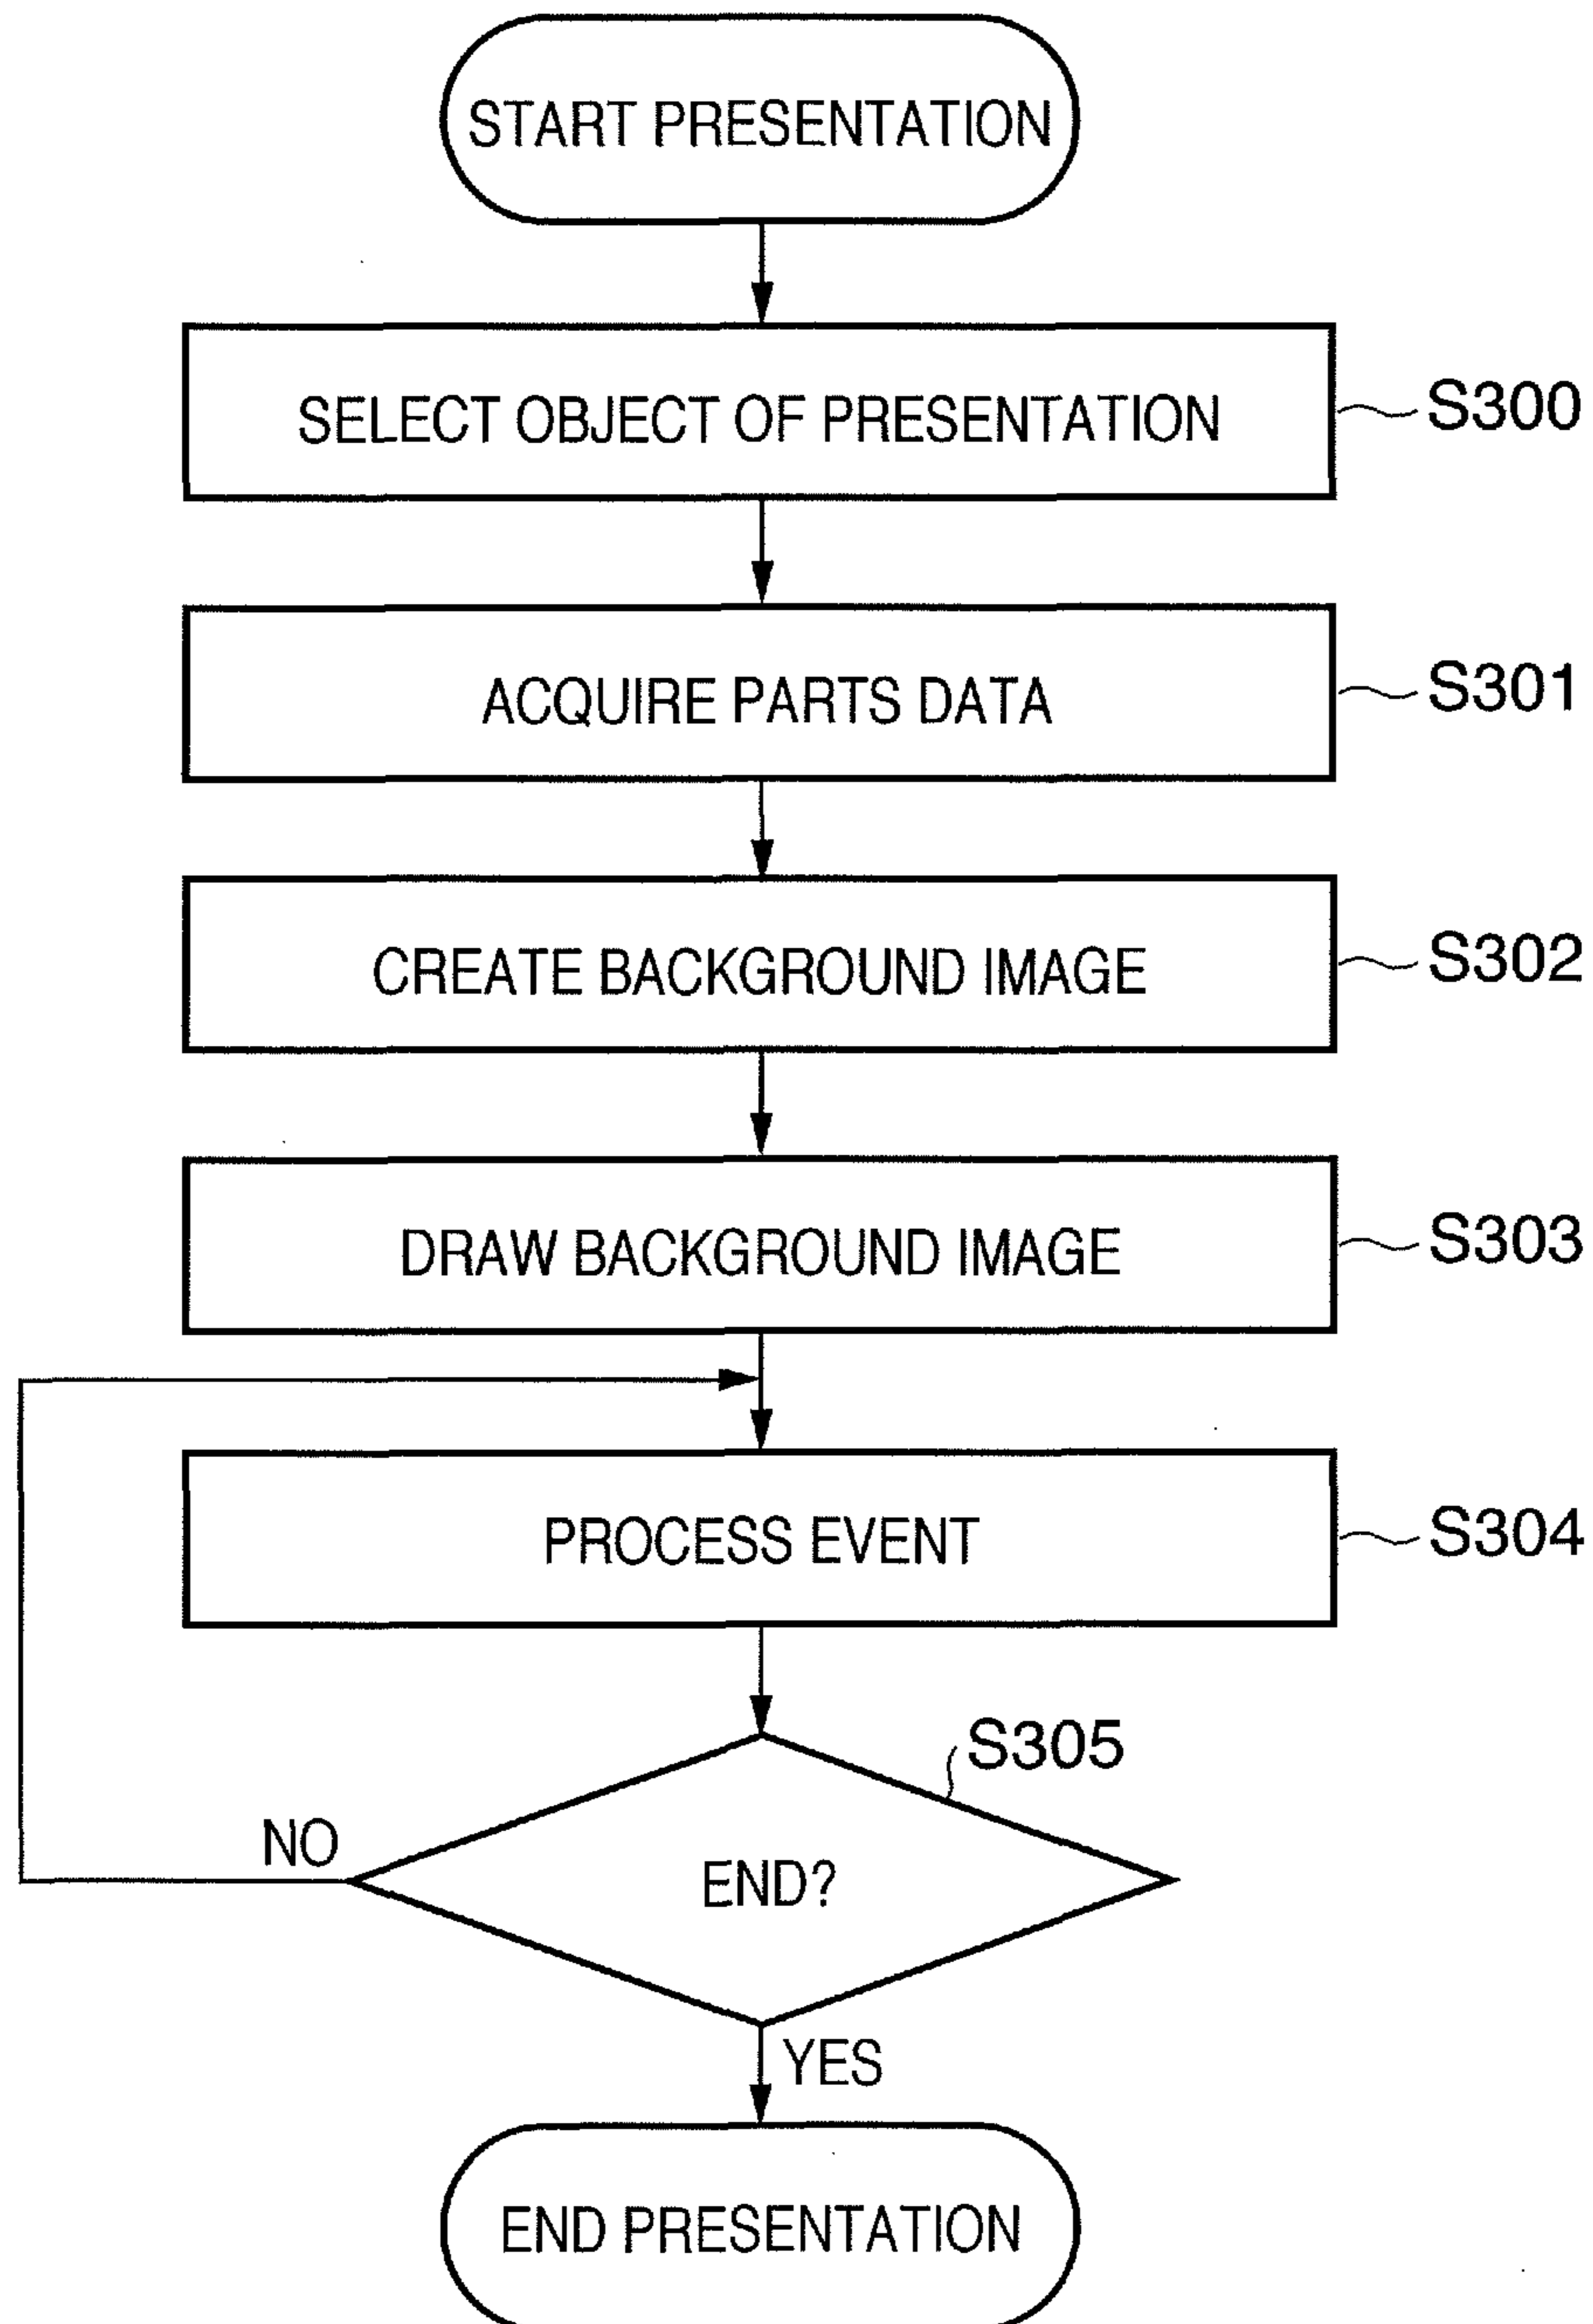 START PRESENTATION
SELECT OBJECT OF PRESENTATION
S300
ACQUIRE PARTS DATA
S301
CREATE BACKGROUND IMAGE
S302
DRAW BACKGROUND IMAGE
S303
PROCESS EVENT
S304
S305
NO
END?
YES
END PRESENTATION